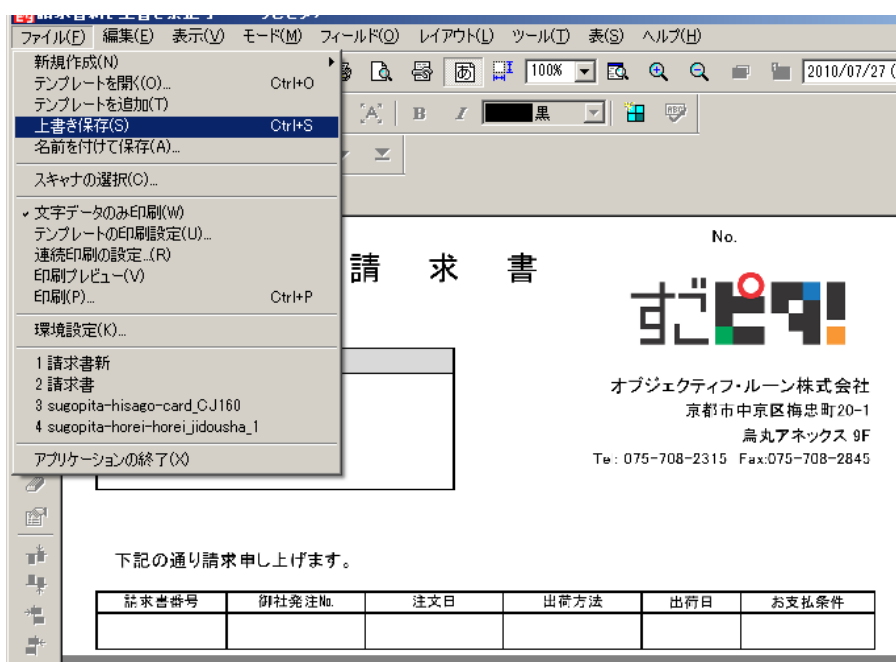 ファイル(F) 編集(E) 表示(V) モード(M) フィールド(O) レイアウト(L) ツール(T) 表(S) ヘルプ(H)
新規作成(N)
テンプレートを開く(O)... Ctrl+O
テンプレートを追加(T)
上書き保存(S) Ctrl+S
名前を付けて保存(A)...
スキャナの選択(C)...
文字データのみ印刷(W)
テンプレートの印刷設定(U)...
連続印刷の設定...(R)
印刷プレビュー(V)
印刷(P)... Ctrl+P
環境設定(K)...
1 請求書新
2 請求書
3 sugopita-hisago-card_CJ160
4 sugopita-horei-horei_jidousha_1
アプリケーションの終了(X)
あ 100% 2010/07/27 (
A B I 黒 ABC
No.
請 求 書
すごピタ!
オブジェクティフ・ルーン株式会社
京都市中京区梅忠町20-1
烏丸アネックス 9F
Te: 075-708-2315 Fax:075-708-2845
下記の通り請求申し上げます。
請求書番号 御社発注No. 注文日 出荷方法 出荷日 お支払条件